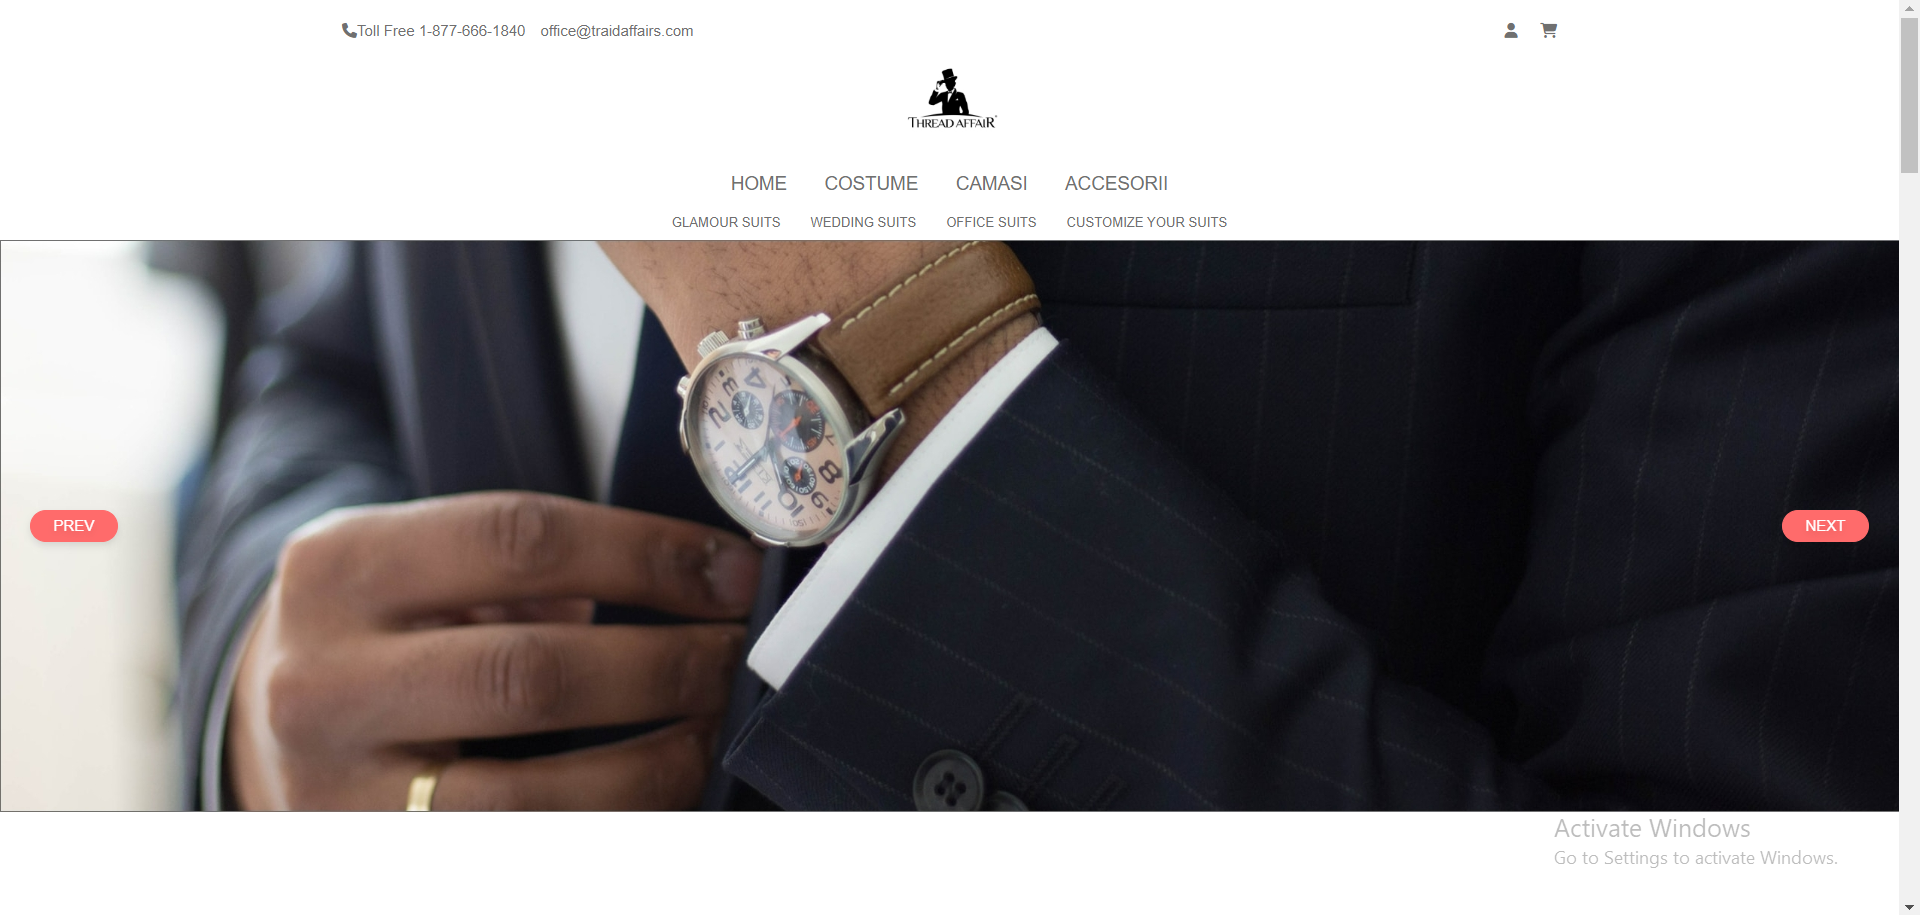 Toll Free 1-877-666-1840 office@traidaffairs.com
THREAD AFFAIR
HOME COSTUME CAMASI ACCESORII
GLAMOUR SUITS WEDDING SUITS OFFICE SUITS CUSTOMIZE YOUR SUITS
PREV NEXT
Activate Windows
Go to Settings to activate Windows.